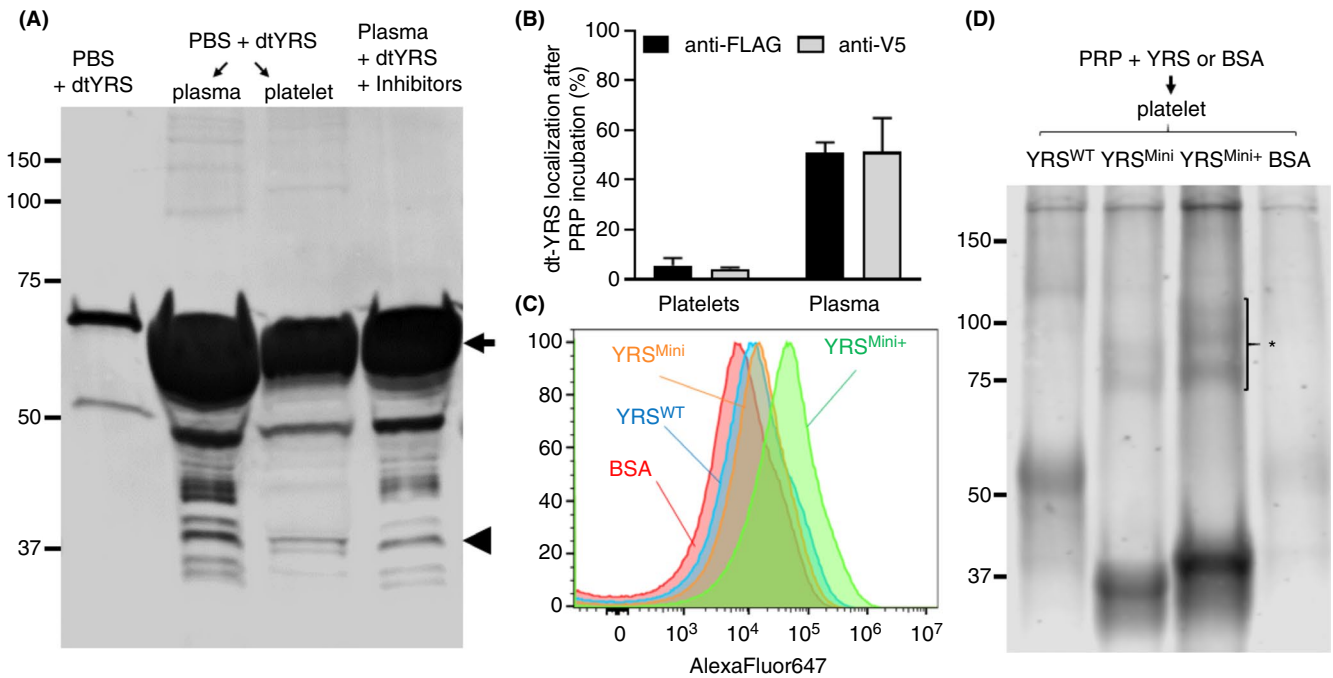 (A)
PBS
+ dtYRS
PBS + dtYRS
plasma
platelet
Plasma
+ dtYRS
+ Inhibitors
150
100
75
50
37
(B)
dt-YRS localization after
PRP incubation (%)
100
80
60
40
20
0
anti-FLAG
anti-V5
Platelets
Plasma
(C)
100
80
60
40
20
0
YRSMini
YRSWT
BSA
YRSMini+
0
10³
10⁴
10⁵
10⁶
10⁷
AlexaFluor647
(D)
PRP + YRS or BSA
platelet
YRSWT YRSMini YRSMini+ BSA
150
100
75
50
37
*